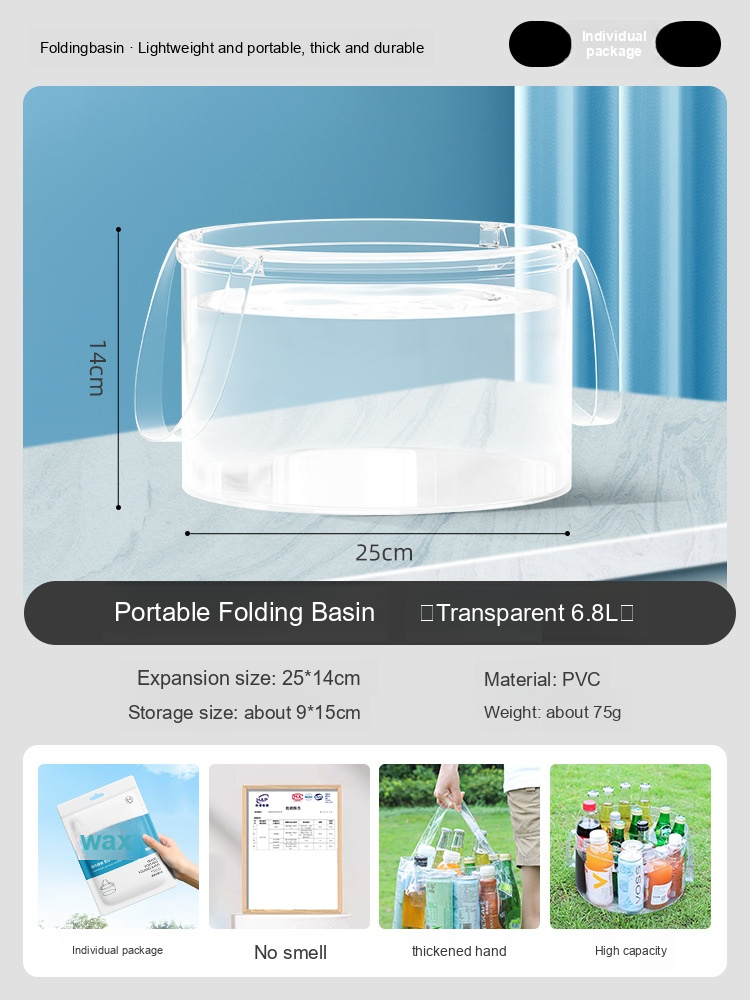 Foldingbasin · Lightweight and portable, thick and durable
Individual
package
14cm
25cm
Portable Folding Basin
Transparent 6.8L
Expansion size: 25*14cm
Material: PVC
Storage size: about 9*15cm
Weight: about 75g
wax
VOSS
Individual package
No smell
thickened hand
High capacity